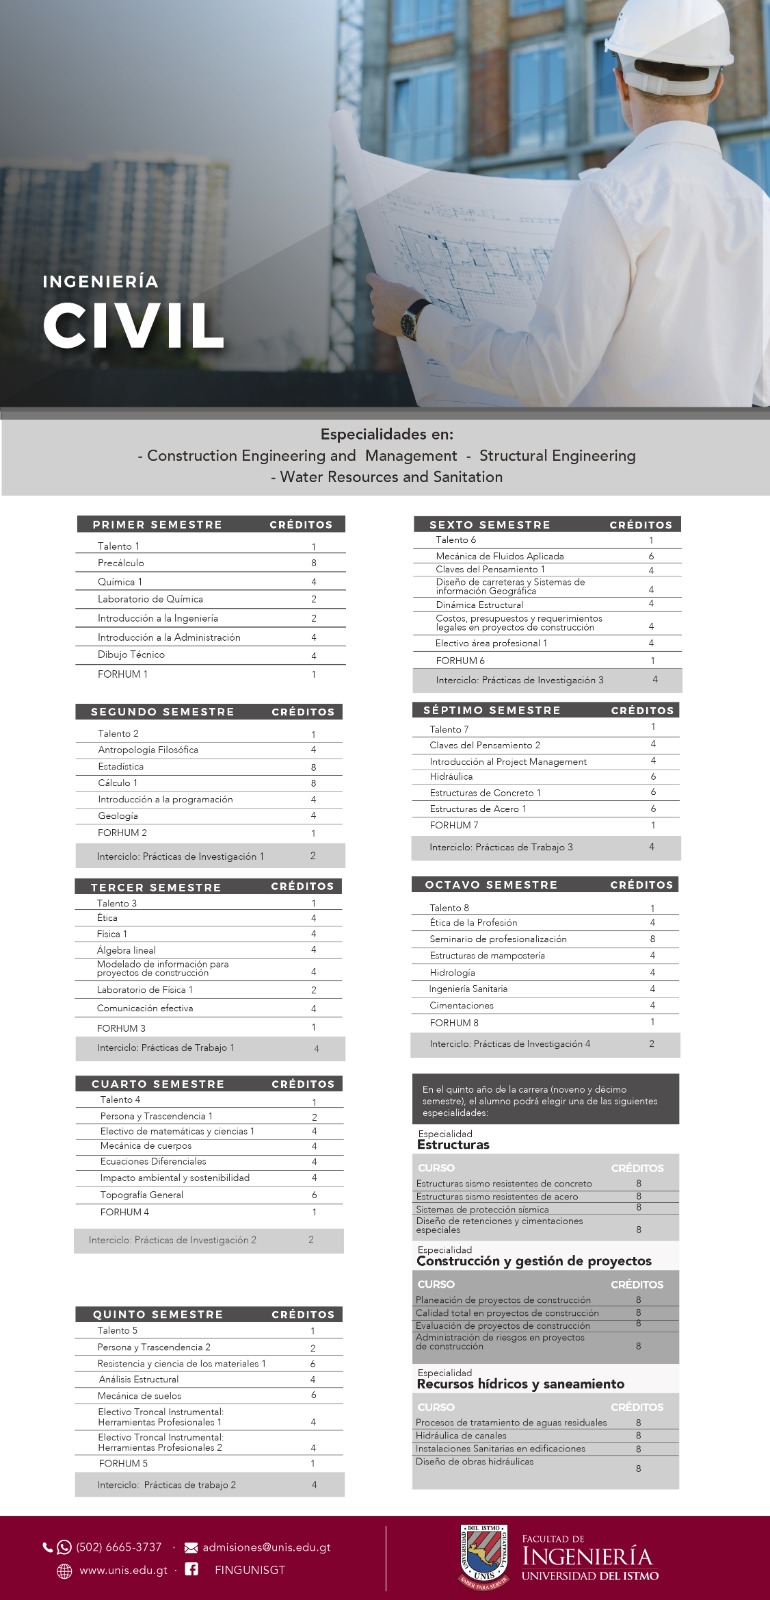 INGENIERÍA
CIVIL
Especialidades en:
- Construction Engineering and Management - Structural Engineering
- Water Resources and Sanitation
PRIMER SEMESTRE CRÉDITOS
Talento 1 1
Precálculo 8
Química 1 4
Laboratorio de Química 2
Introducción a la Ingeniería 2
Introducción a la Administración 4
Dibujo Técnico 4
FORHUM 1 1
SEGUNDO SEMESTRE CRÉDITOS
Talento 2 1
Antropología Filosófica 4
Estadística 8
Cálculo 1 8
Introducción a la programación 4
Geología 4
FORHUM 2 1
Interciclo: Prácticas de Investigación 1 2
TERCER SEMESTRE CRÉDITOS
Talento 3 1
Ética 4
Física 1 4
Álgebra lineal 4
Modelado de información para
proyectos de construcción 4
Laboratorio de Física 1 2
Comunicación efectiva 4
FORHUM 3 1
Interciclo: Prácticas de Trabajo 1 4
CUARTO SEMESTRE CRÉDITOS
Talento 4 1
Persona y Trascendencia 1 2
Electivo de matemáticas y ciencias 1 4
Mecánica de cuerpos 4
Ecuaciones Diferenciales 4
Impacto ambiental y sostenibilidad 4
Topografía General 6
FORHUM 4 1
Interciclo: Prácticas de Investigación 2 2
QUINTO SEMESTRE CRÉDITOS
Talento 5 1
Persona y Trascendencia 2 2
Resistencia y ciencia de los materiales 1 6
Análisis Estructural 4
Mecánica de suelos 6
Electivo Troncal Instrumental:
Herramientas Profesionales 1 4
Electivo Troncal Instrumental:
Herramientas Profesionales 2 4
FORHUM 5 1
Interciclo: Prácticas de trabajo 2 4
SEXTO SEMESTRE CRÉDITOS
Talento 6 1
Mecánica de Fluidos Aplicada 6
Claves del Pensamiento 1 4
Diseño de carreteras y Sistemas de
información Geográfica 4
Dinámica Estructural 4
Costos, presupuestos y requerimientos
legales en proyectos de construcción 4
Electivo área profesional 1 4
FORHUM 6 1
Interciclo: Prácticas de Investigación 3 4
SÉPTIMO SEMESTRE CRÉDITOS
Talento 7 1
Claves del Pensamiento 2 4
Introducción al Project Management 4
Hidráulica 6
Estructuras de Concreto 1 6
Estructuras de Acero 1 6
FORHUM 7 1
Interciclo: Prácticas de Trabajo 3 4
OCTAVO SEMESTRE CRÉDITOS
Talento 8 1
Ética de la Profesión 4
Seminario de profesionalización 8
Estructuras de mampostería 4
Hidrología 4
Ingeniería Sanitaria 4
Cimentaciones 4
FORHUM 8 1
Interciclo: Prácticas de Investigación 4 2
En el quinto año de la carrera (noveno y décimo
semestre), el alumno podrá elegir una de las siguientes
especialidades:
Especialidad
Estructuras
CURSO CRÉDITOS
Estructuras sismo resistentes de concreto 8
Estructuras sismo resistentes de acero 8
Sistemas de protección sísmica 8
Diseño de retenciones y cimentaciones
especiales 8
Especialidad
Construcción y gestión de proyectos
CURSO CRÉDITOS
Planeación de proyectos de construcción 8
Calidad total en proyectos de construcción 8
Evaluación de proyectos de construcción 8
Administración de riesgos en proyectos
de construcción 8
Especialidad
Recursos hídricos y saneamiento
CURSO CRÉDITOS
Procesos de tratamiento de aguas residuales 8
Hidráulica de canales 8
Instalaciones Sanitarias en edificaciones 8
Diseño de obras hidráulicas 8
(502) 6665-3737 · admisiones@unis.edu.gt
www.unis.edu.gt · FINGUNISGT
DEL ISTMO
UNIS
FACULTAD DE
INGENIERÍA
UNIVERSIDAD DEL ISTMO